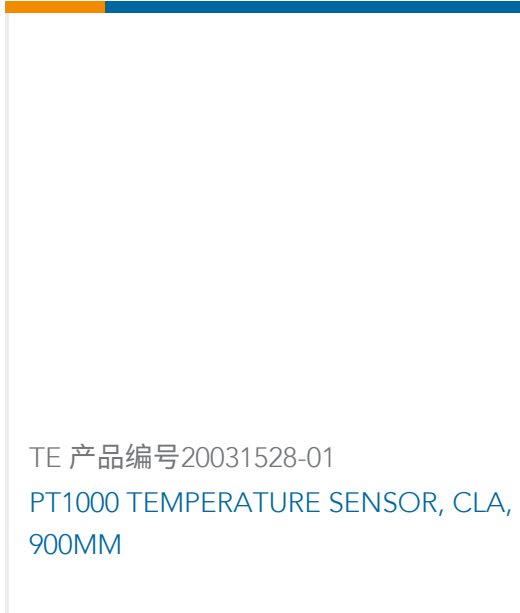 TE 产品编号20031528-01
PT1000 TEMPERATURE SENSOR, CLA,
900MM